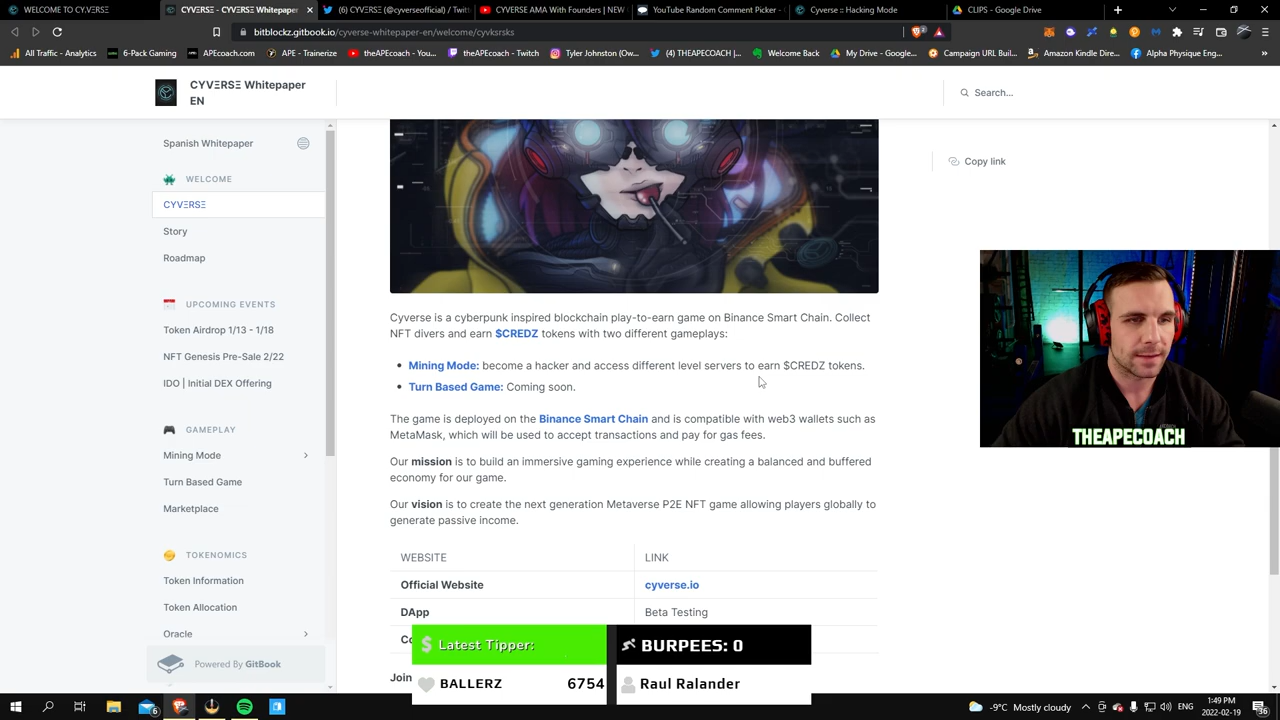 WELCOME TO CY.VΞRSΞ
CYVΞRSΞ - CYVΞRSΞ Whitepaper
(6) CYVΞRSΞ (@cyverseofficial) / Twitt
CYVERSE AMA With Founders | NEW
YouTube Random Comment Picker -
Cyverse :: Hacking Mode
CLIPS - Google Drive
bitblockz.gitbook.io/cyverse-whitepaper-en/welcome/cyvksrsks
All Traffic - Analytics
6-Pack Gaming
APE - Trainerize
theAPEcoach - Yout...
theAPEcoach - Twitch
Tyler Johnston (Ow...
(4) THEAPECOACH |...
Welcome Back
My Drive - Google...
Campaign URL Buil...
Amazon Kindle Dire...
Alpha Physique Eng...
CYVΞRSΞ Whitepaper
EN
Search...
Spanish Whitepaper
WELCOME
CYVΞRSΞ
Story
Roadmap
UPCOMING EVENTS
Token Airdrop 1/13 - 1/18
NFT Genesis Pre-Sale 2/22
IDO | Initial DEX Offering
GAMEPLAY
Mining Mode
Turn Based Game
Marketplace
TOKENOMICS
Token Information
Token Allocation
Oracle
Powered By GitBook
Copy link
Cyverse is a cyberpunk inspired blockchain play-to-earn game on Binance Smart Chain. Collect
NFT divers and earn $CREDZ tokens with two different gameplays:
Mining Mode: become a hacker and access different level servers to earn $CREDZ tokens.
Turn Based Game: Coming soon.
The game is deployed on the Binance Smart Chain and is compatible with web3 wallets such as
MetaMask, which will be used to accept transactions and pay for gas fees.
Our mission is to build an immersive gaming experience while creating a balanced and buffered
economy for our game.
Our vision is to create the next generation Metaverse P2E NFT game allowing players globally to
generate passive income.
WEBSITE LINK
Official Website cyverse.io
DApp Beta Testing
Join
THEAPECOACH
$ Latest Tipper:
BURPEES: 0
BALLERZ 6754
Raul Ralander
6
-9°C Mostly cloudy
ENG
1:49 PM
2022-02-19
36